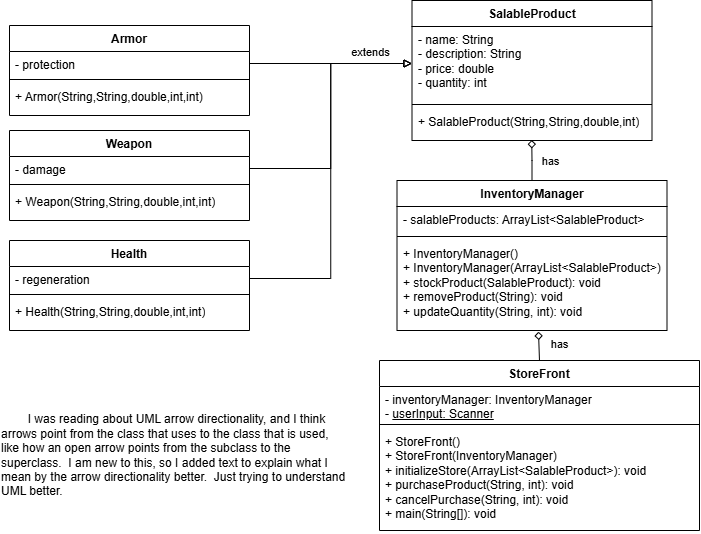 Armor
- protection
+ Armor(String,String,double,int,int)
Weapon
- damage
+ Weapon(String,String,double,int,int)
Health
- regeneration
+ Health(String,String,double,int,int)
extends
SalableProduct
- name: String
- description: String
- price: double
- quantity: int
+ SalableProduct(String,String,double,int)
has
InventoryManager
- salableProducts: ArrayList<SalableProduct>
+ InventoryManager()
+ InventoryManager(ArrayList<SalableProduct>)
+ stockProduct(SalableProduct): void
+ removeProduct(String): void
+ updateQuantity(String, int): void
has
StoreFront
- inventoryManager: InventoryManager
- userInput: Scanner
+ StoreFront()
+ StoreFront(InventoryManager)
+ initializeStore(ArrayList<SalableProduct>): void
+ purchaseProduct(String, int): void
+ cancelPurchase(String, int): void
+ main(String[]): void
I was reading about UML arrow directionality, and I think
arrows point from the class that uses to the class that is used,
like how an open arrow points from the subclass to the
superclass. I am new to this, so I added text to explain what I
mean by the arrow directionality better. Just trying to understand
UML better.